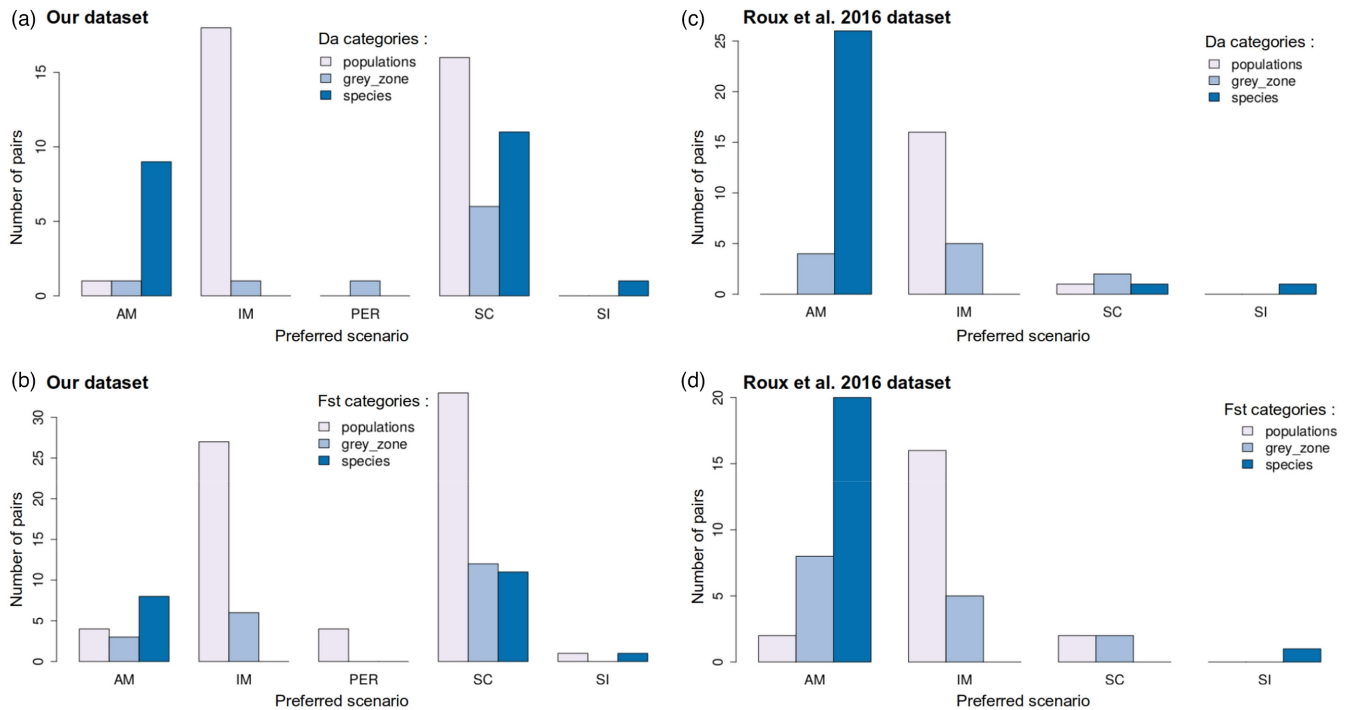 (a) Our dataset
Da categories :
populations
grey_zone
species
Number of pairs
15
10
5
0
AM IM PER SC SI
Preferred scenario
(c) Roux et al. 2016 dataset
Da categories :
populations
grey_zone
species
Number of pairs
25
20
15
10
5
0
AM IM SC SI
Preferred scenario
(b) Our dataset
Fst categories :
populations
grey_zone
species
Number of pairs
30
25
20
15
10
5
0
AM IM PER SC SI
Preferred scenario
(d) Roux et al. 2016 dataset
Fst categories :
populations
grey_zone
species
Number of pairs
20
15
10
5
0
AM IM SC SI
Preferred scenario